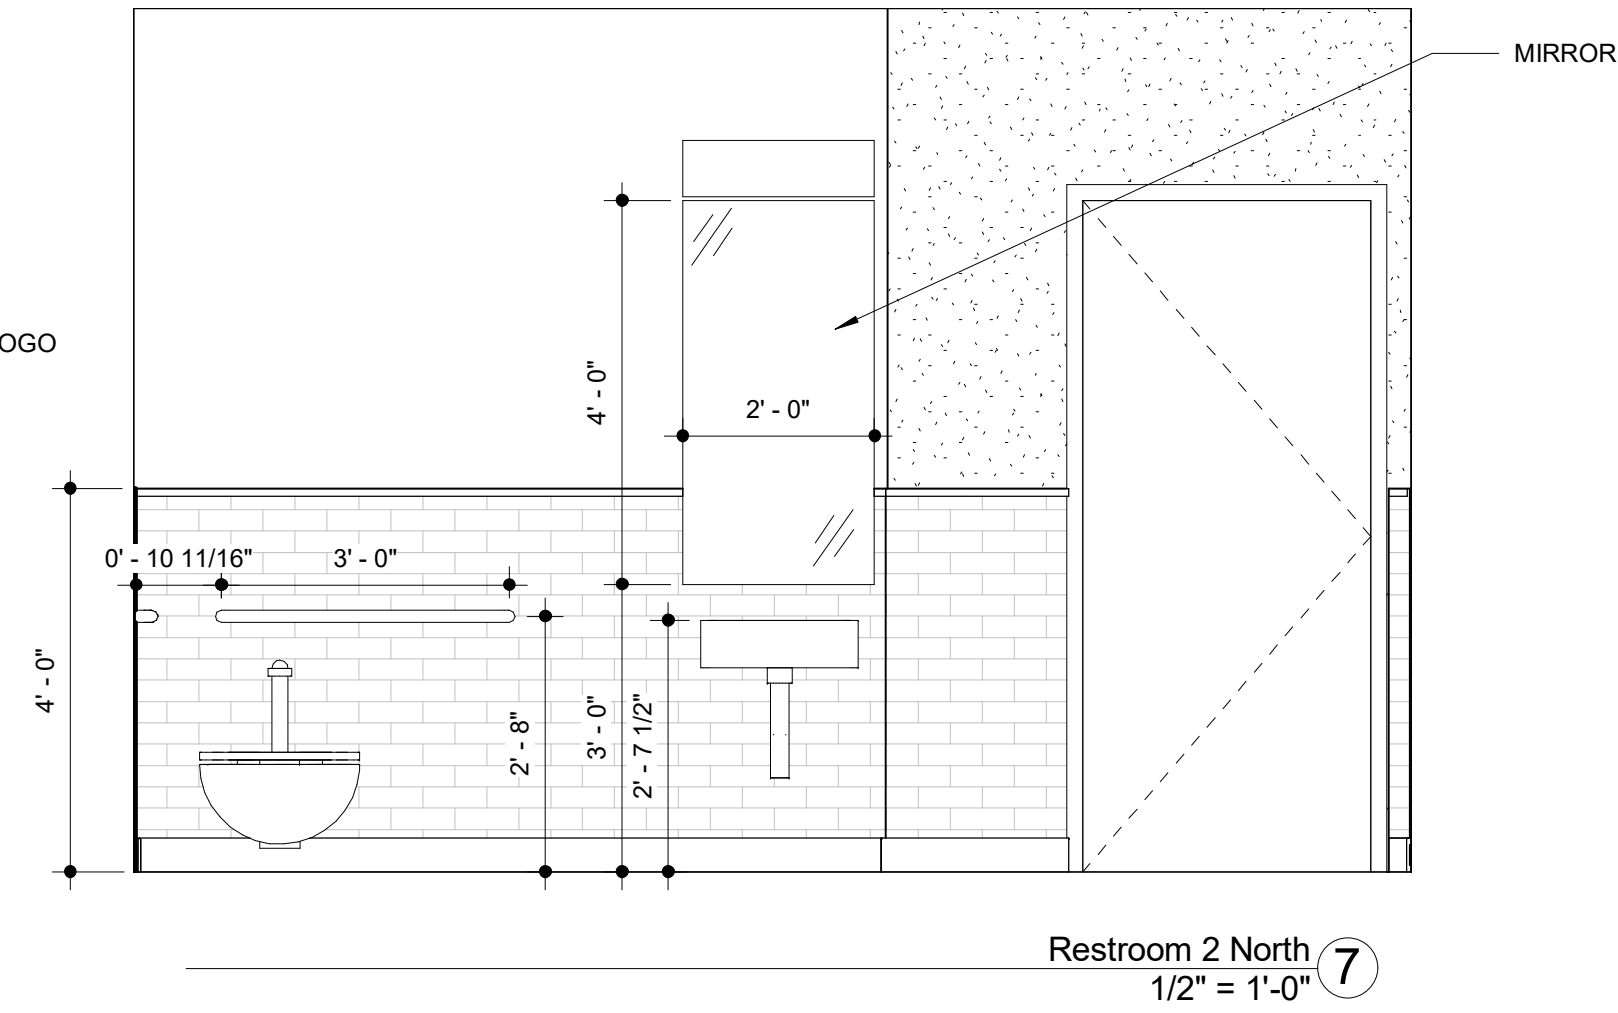 MIRROR
OGO
4' - 0"
2' - 0"
0' - 10 11/16"
3' - 0"
4' - 0"
2' - 8"
3' - 0"
2' - 7 1/2"
Restroom 2 North
7
1/2" = 1'-0"